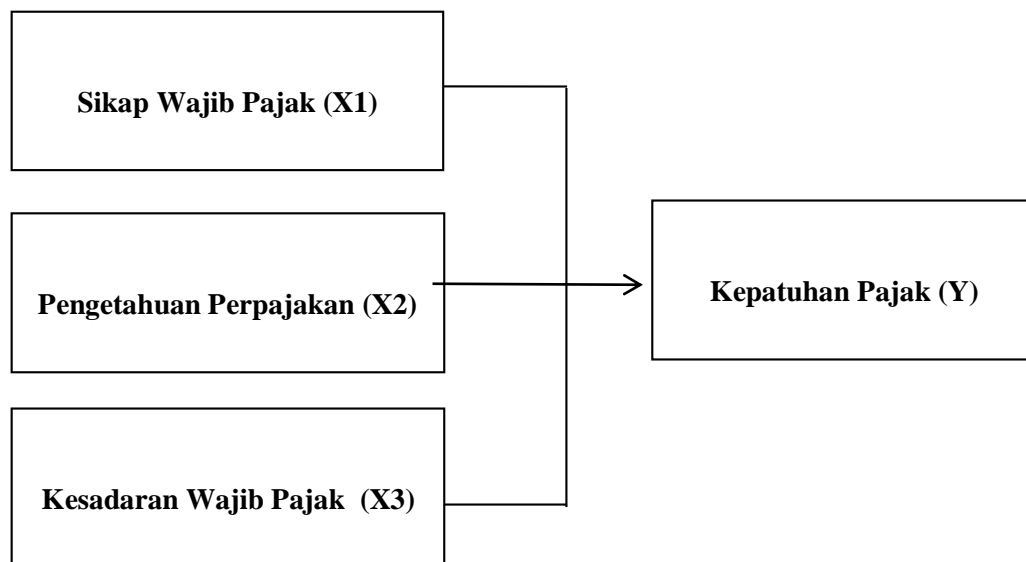 Sikap Wajib Pajak (X1)
Pengetahuan Perpajakan (X2)
Kepatuhan Pajak (Y)
Kesadaran Wajib Pajak  (X3)